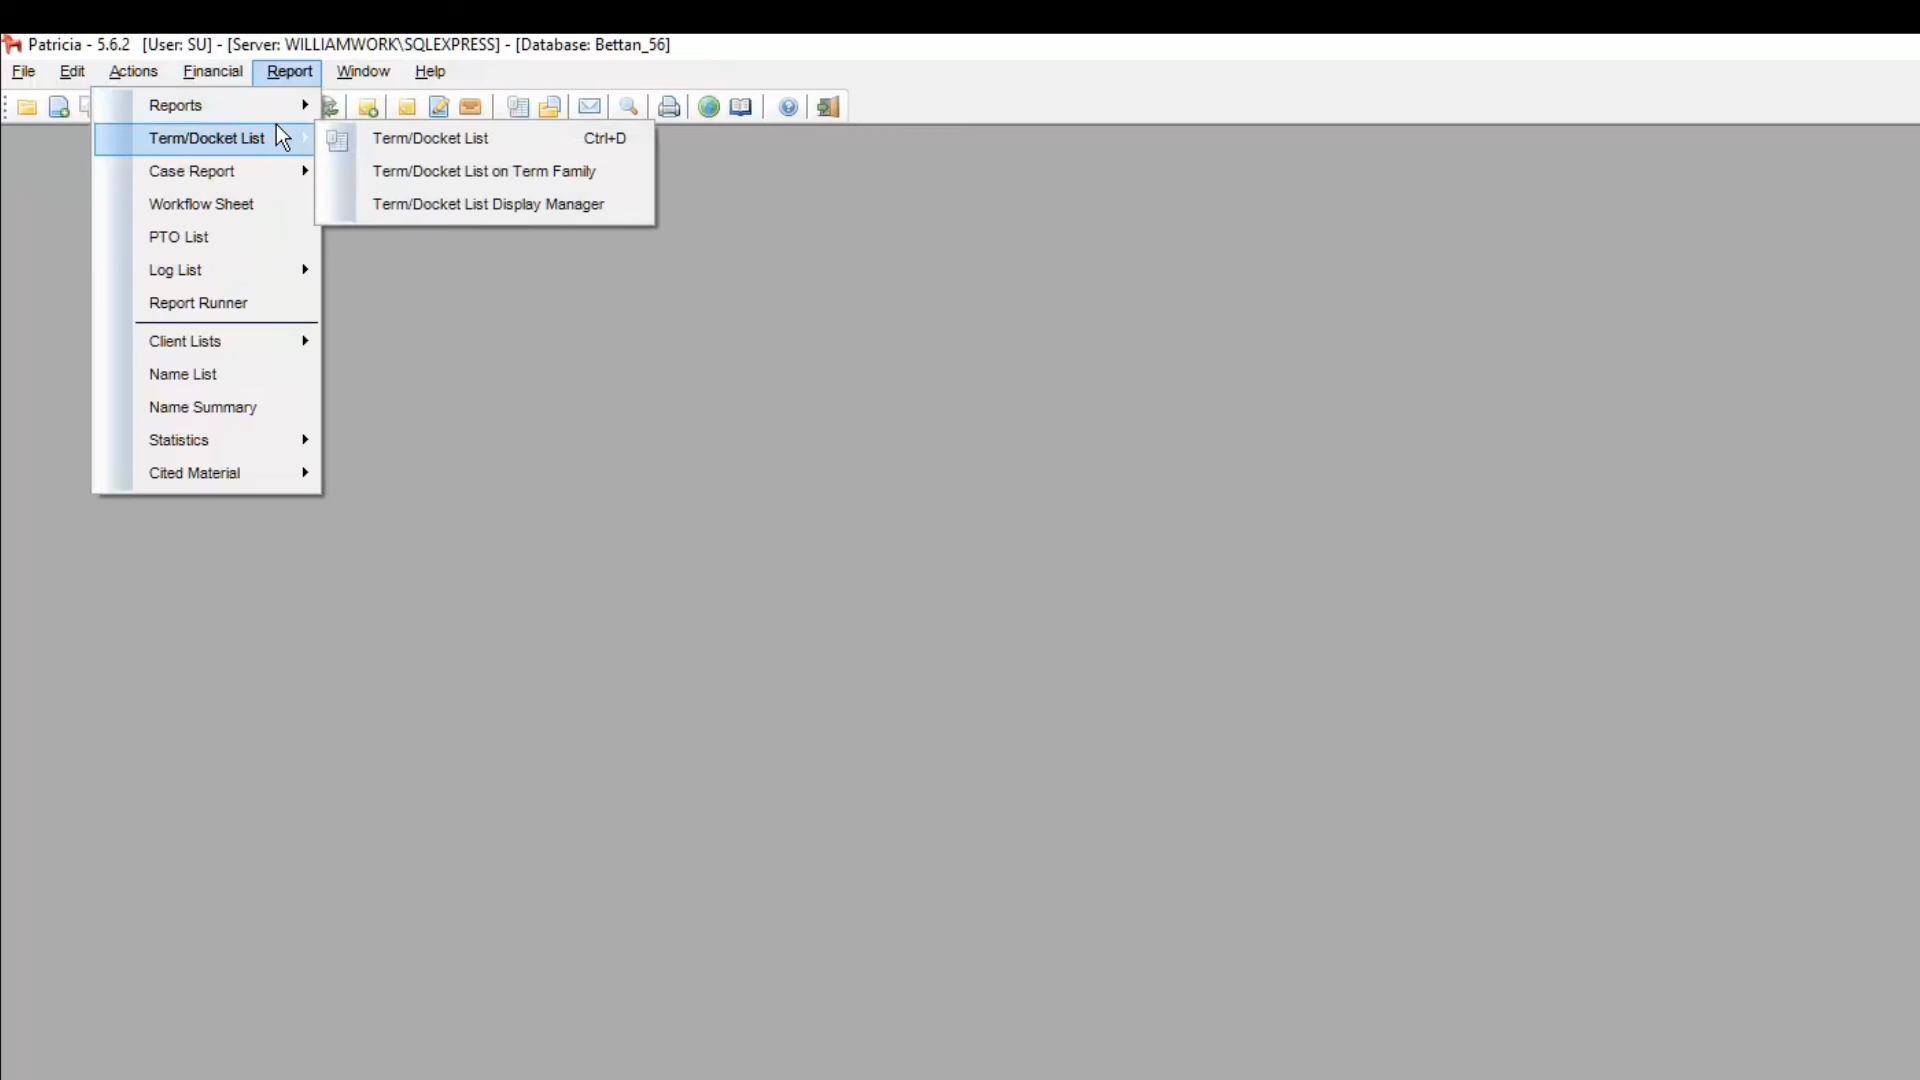 Patricia - 5.6.2 [User: SU] - [Server: WILLIAMWORK\SQLEXPRESS] - [Database: Bettan_56]
File Edit Actions Financial Report Window Help
Reports
Term/Docket List
Case Report
Workflow Sheet
PTO List
Log List
Report Runner
Client Lists
Name List
Name Summary
Statistics
Cited Material
Term/Docket List Ctrl+D
Term/Docket List on Term Family
Term/Docket List Display Manager